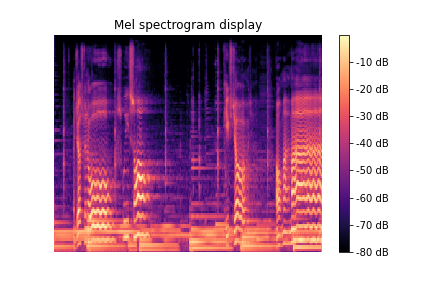 Mel spectrogram display
-10 dB
-20 dB
-30 dB
-40 dB
-50 dB
-60 dB
-70 dB
-80 dB